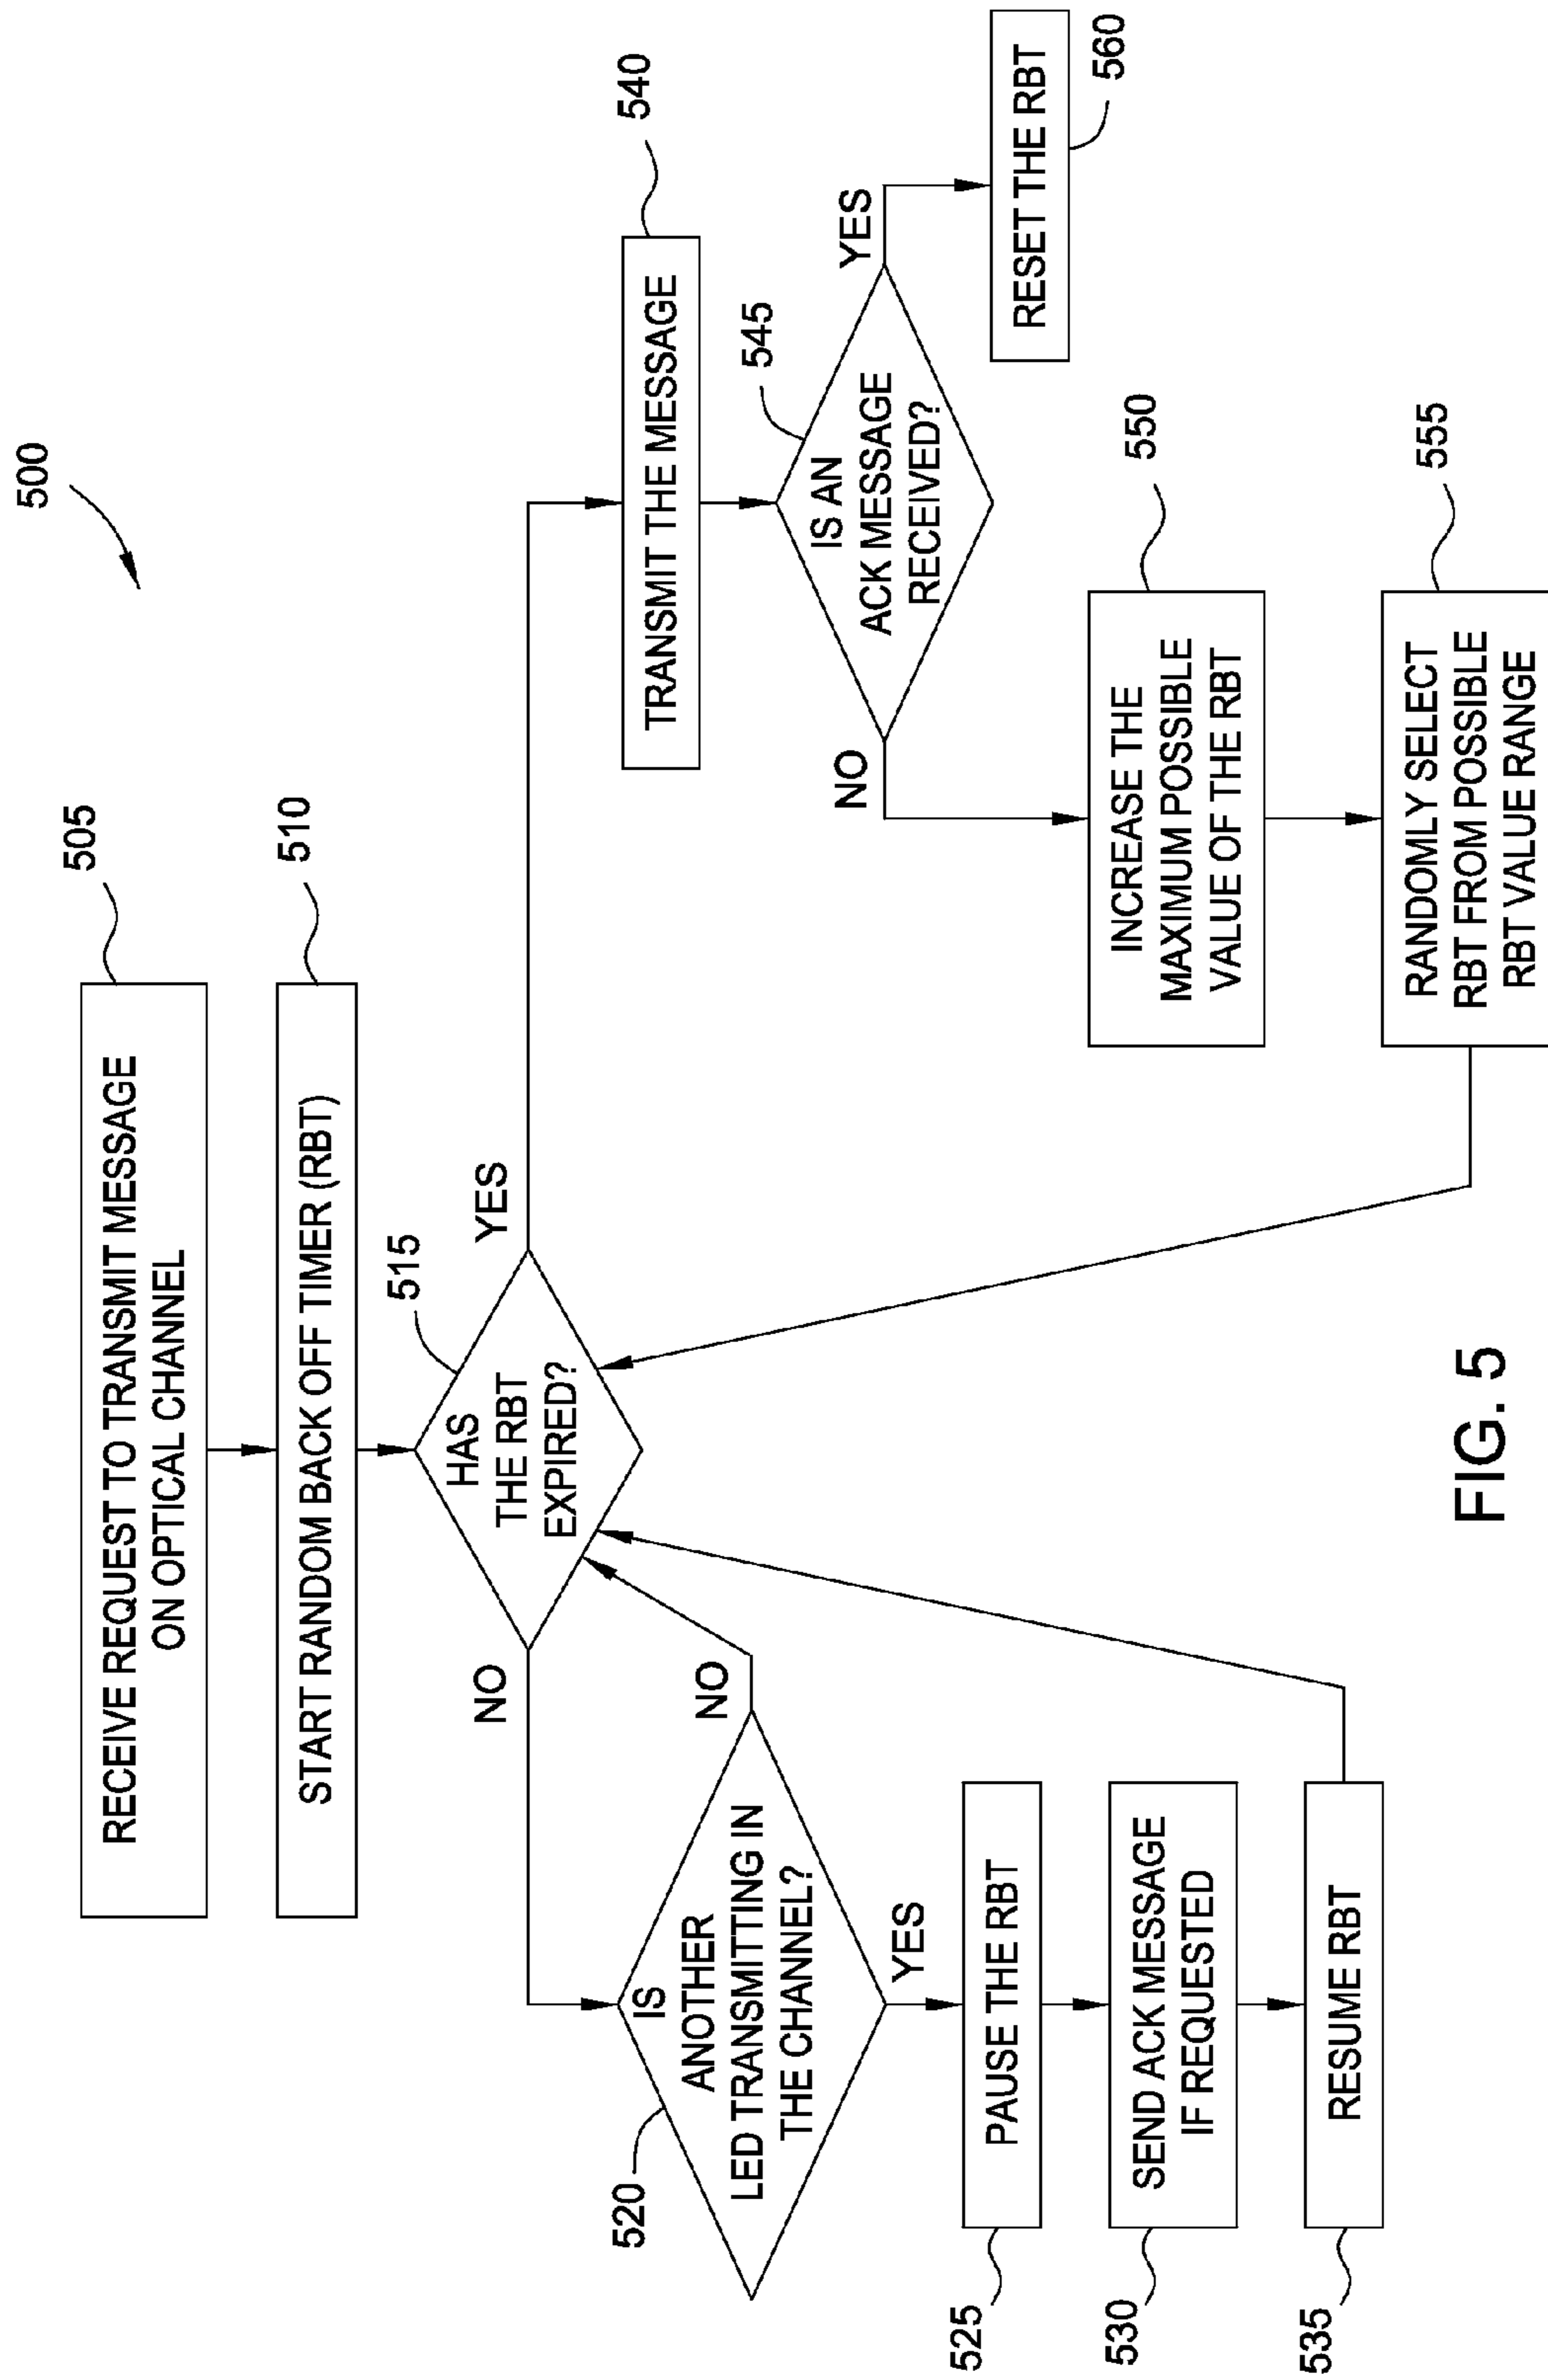 500
505
RECEIVE REQUEST TO TRANSMIT MESSAGE
ON OPTICAL CHANNEL
510
START RANDOM BACK OFF TIMER (RBT)
515
HAS
THE RBT
EXPIRED?
NO
YES
520
IS
ANOTHER
LED TRANSMITTING IN
THE CHANNEL?
NO
YES
525
PAUSE THE RBT
530
SEND ACK MESSAGE
IF REQUESTED
535
RESUME RBT
540
TRANSMIT THE MESSAGE
545
IS AN
ACK MESSAGE
RECEIVED?
NO
YES
550
INCREASE THE
MAXIMUM POSSIBLE
VALUE OF THE RBT
555
RANDOMLY SELECT
RBT FROM POSSIBLE
RBT VALUE RANGE
RESET THE RBT
560
FIG. 5